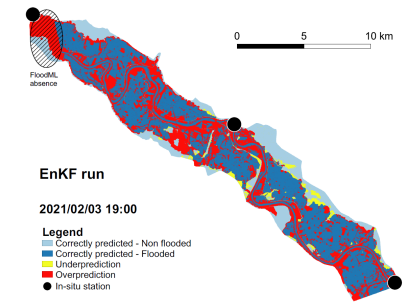 0 5 10 km
FloodML
absence
EnKF run
2021/02/03 19:00
Legend
Correctly predicted - Non flooded
Correctly predicted - Flooded
Underprediction
Overprediction
In-situ station